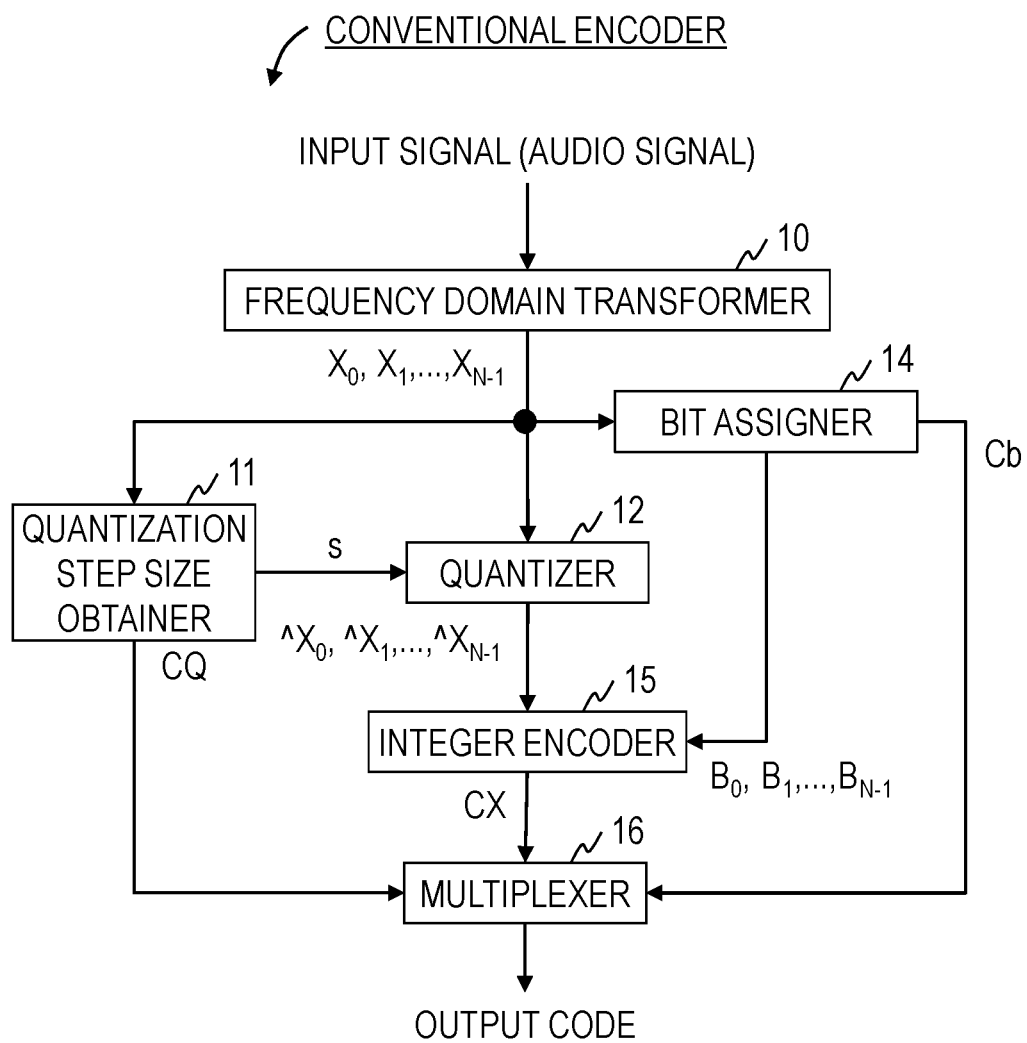 CONVENTIONAL ENCODER
INPUT SIGNAL (AUDIO SIGNAL)
10
FREQUENCY DOMAIN TRANSFORMER
X0, X1,...,XN-1
14
BIT ASSIGNER
Cb
11
QUANTIZATION
STEP SIZE
OBTAINER
s
12
QUANTIZER
^X0, ^X1,...,^XN-1
CQ
15
INTEGER ENCODER
B0, B1,...,BN-1
CX
16
MULTIPLEXER
OUTPUT CODE